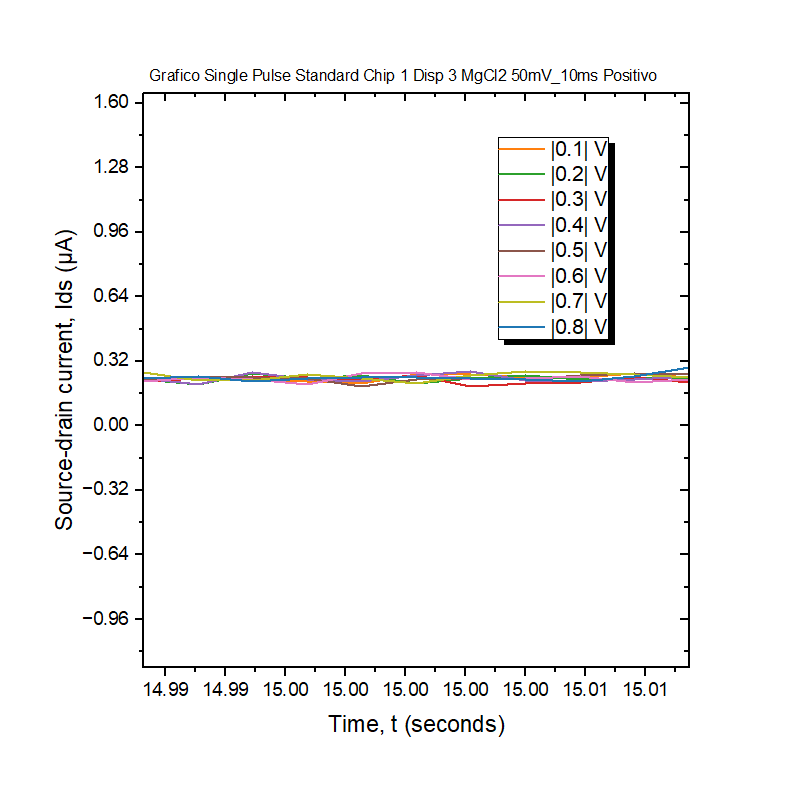 Grafico Single Pulse Standard Chip 1 Disp 3 MgCl2 50mV_10ms Positivo
1.60
1.28
0.96
0.64
0.32
0.00
−0.32
−0.64
−0.96
Source-drain current, Ids (μA)
|0.1| V
|0.2| V
|0.3| V
|0.4| V
|0.5| V
|0.6| V
|0.7| V
|0.8| V
14.99 14.99 15.00 15.00 15.00 15.00 15.00 15.01 15.01
Time, t (seconds)